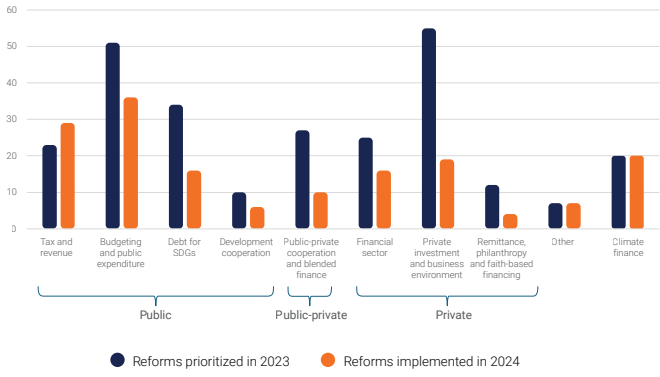 60
50
40
30
20
10
0
Tax and
revenue
Budgeting
and public
expenditure
Debt for
SDGs
Development
cooperation
Public-private
cooperation
and blended
finance
Financial
sector
Private
investment
and business
environment
Remittance,
philanthropy
and faith-based
financing
Other
Climate
finance
Public
Public-private
Private
Reforms prioritized in 2023
Reforms implemented in 2024